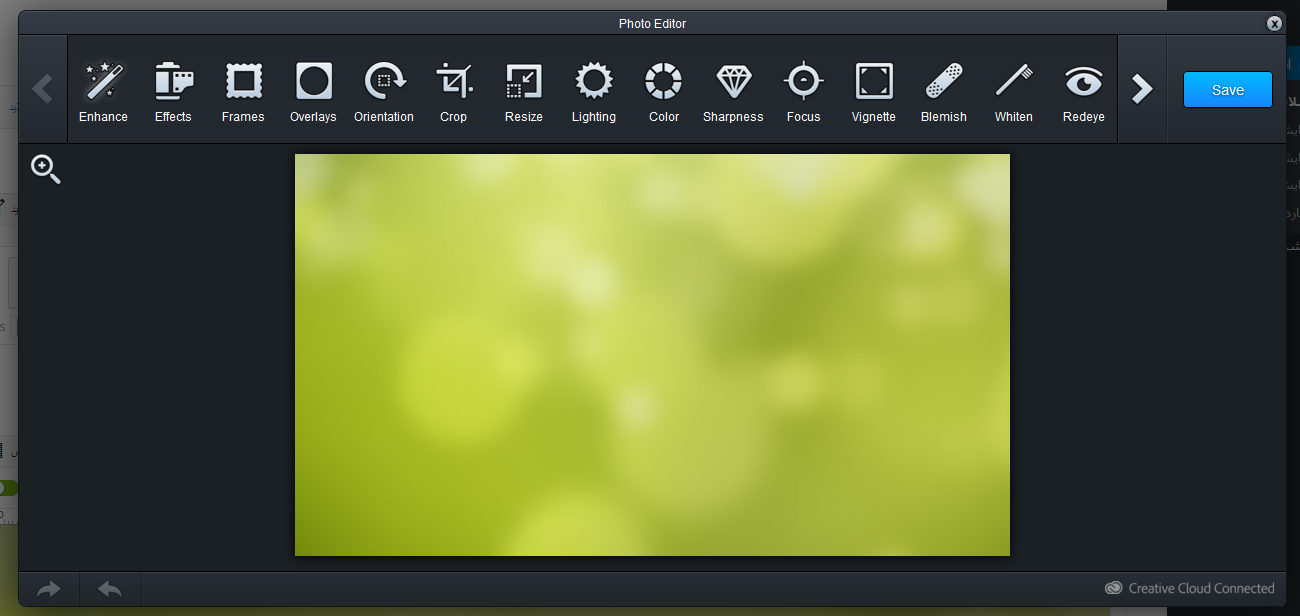 Photo Editor
Enhance Effects Frames Overlays Orientation Crop Resize Lighting Color Sharpness Focus Vignette Blemish Whiten Redeye
Save
Creative Cloud Connected